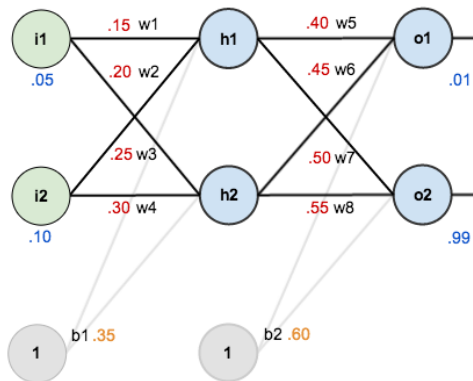 i1 .15 w1 h1 .40 w5 o1
.05 .20 w2 .45 w6 .01
.25 w3 .50 w7
i2 .30 w4 h2 .55 w8 o2
.10 .99
b1 .35 b2 .60
1 1